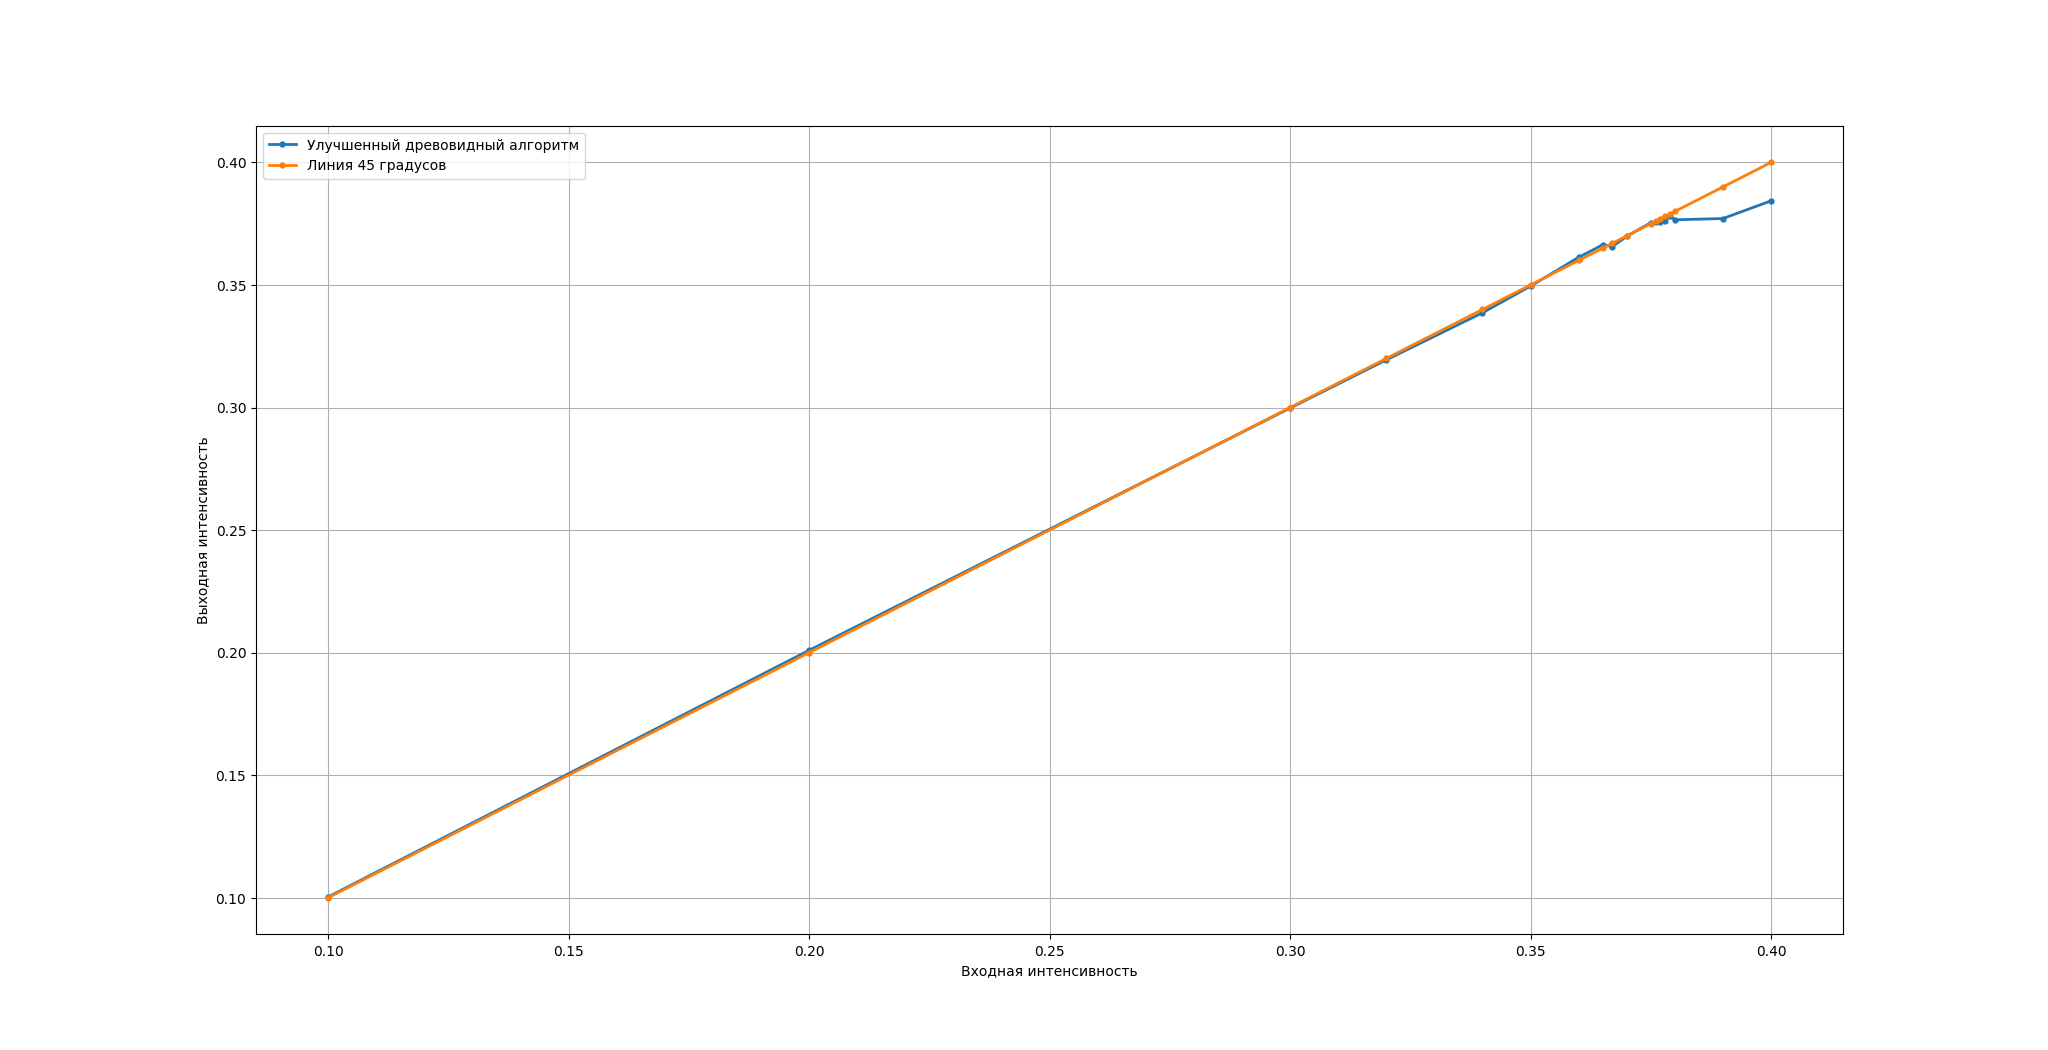 Улучшенный древовидный алгоритм
Линия 45 градусов
0.40
0.35
0.30
0.25
0.20
0.15
0.10
Выходная интенсивность
0.10 0.15 0.20 0.25 0.30 0.35 0.40
Входная интенсивность